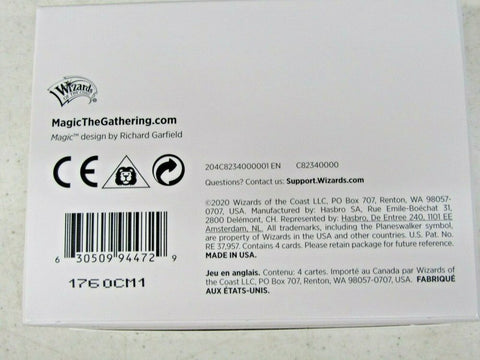 Wizards
OF THE COAST
MagicTheGathering.com
Magic™ design by Richard Garfield
CE
0-3
204C8234000001 EN C82340000
Questions? Contact us: Support.Wizards.com
©2020 Wizards of the Coast LLC, PO Box 707, Renton, WA 98057-
0707, USA. Manufactured by: Hasbro SA, Rue Emile-Boéchat 31,
2800 Delémont, CH. Represented by: Hasbro, De Entree 240, 1101 EE
Amsterdam, NL. All trademarks, including the Planeswalker symbol,
are property of Wizards in the USA and other countries. U.S. Pat. No.
RE 37,957. Contains 4 cards. Please retain package for future reference.
MADE IN USA.
Jeu en anglais. Contenu: 4 cartes. Importé au Canada par Wizards of
the Coast LLC, PO Box 707, Renton, WA 98057-0707, USA. FABRIQUÉ
AUX ÉTATS-UNIS.
6 30509 94472 9
1760CM1